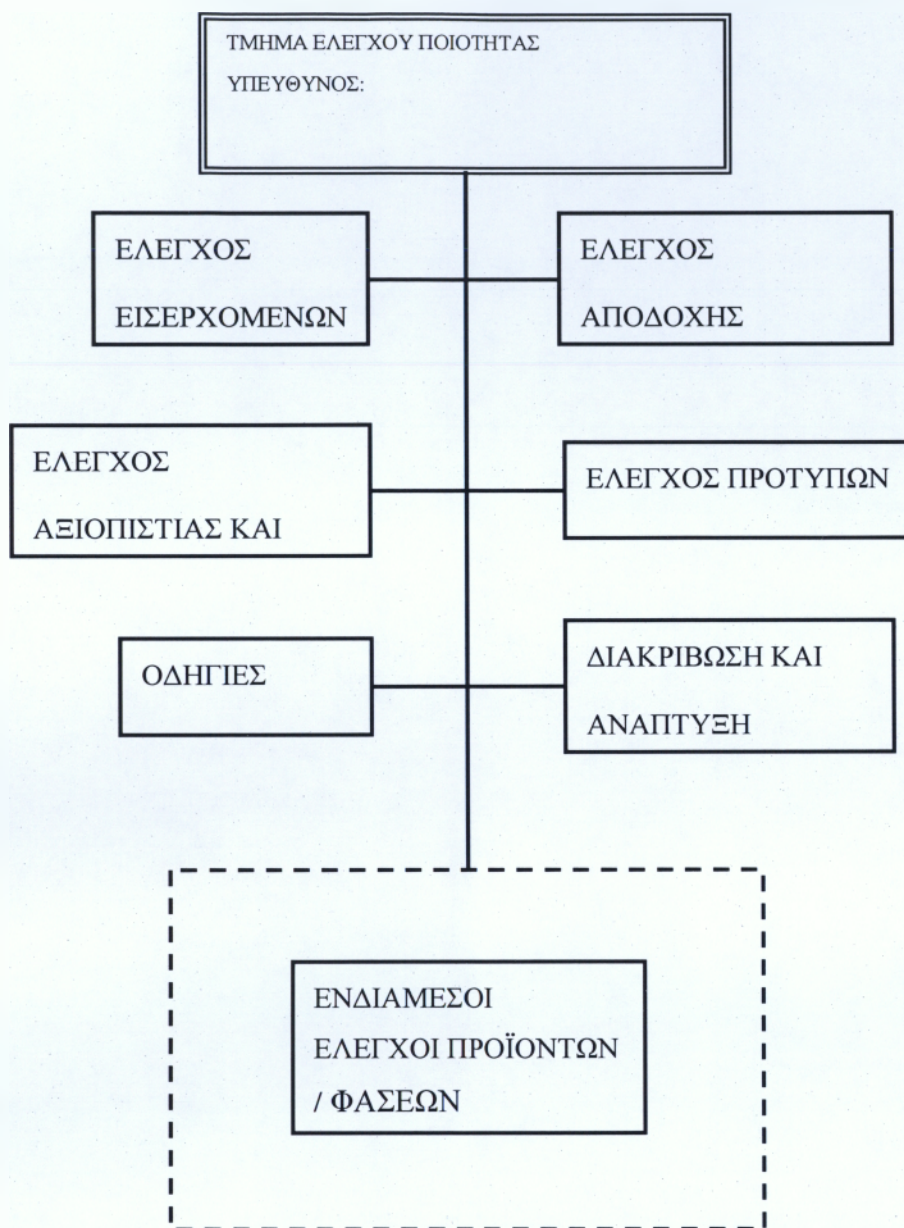 ΤΜΗΜΑ ΕΛΕΓΧΟΥ ΠΟΙΟΤΗΤΑΣ
ΥΠΕΥΘΥΝΟΣ:
ΕΛΕΓΧΟΣ
ΕΙΣΕΡΧΟΜΕΝΩΝ
ΕΛΕΓΧΟΣ
ΑΠΟΔΟΧΗΣ
ΕΛΕΓΧΟΣ
ΑΞΙΟΠΙΣΤΙΑΣ ΚΑΙ
ΕΛΕΓΧΟΣ ΠΡΟΤΥΠΩΝ
ΟΔΗΓΙΕΣ
ΔΙΑΚΡΙΒΩΣΗ ΚΑΙ
ΑΝΑΠΤΥΞΗ
ΕΝΔΙΑΜΕΣΟΙ
ΕΛΕΓΧΟΙ ΠΡΟΪΟΝΤΩΝ
/ ΦΑΣΕΩΝ